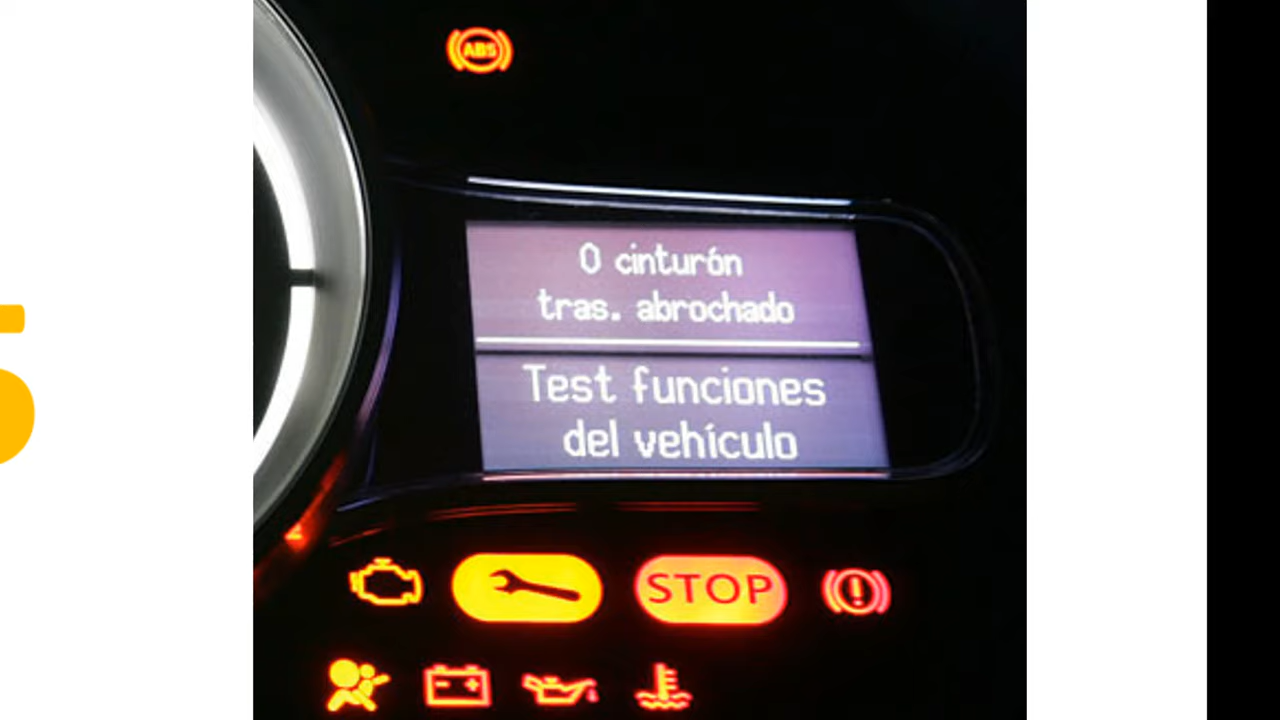 ABS
0 cinturón
tras. abrochado
Test funciones
del vehículo
STOP